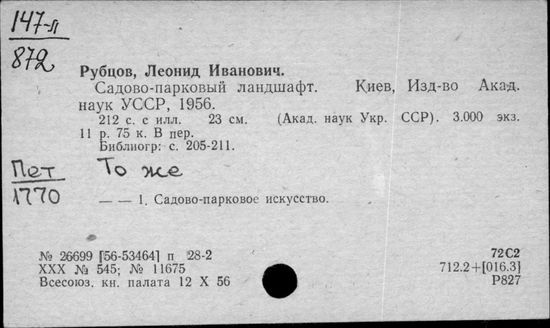 147-л
872
Рубцов, Леонид Иванович.
Садово-парковый ландшафт. Киев, Изд-во Акад.
наук УССР, 1956.
212 с. с илл. 23 см. (Акад. наук Укр. ССР). 3.000 экз.
11 р. 75 к. В пер.
Библиогр: с. 205-211.
Пет То же
1770
— — 1. Садово-парковое искусство.
№ 26699 [56-53464] п 28-2 72С2
XXX № 545; № 11675 712.2+[016.3]
Всесоюз. кн. палата 12 X 56 Р827